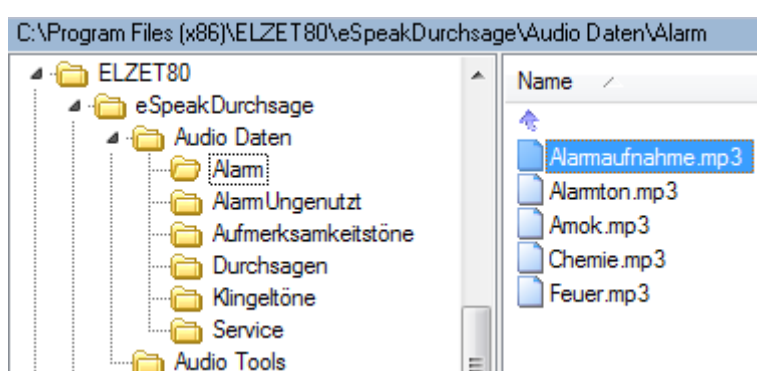 C:\Program Files (x86)\ELZET80\eSpeakDurchsage\Audio Daten\Alarm
ELZET80
eSpeakDurchsage
Audio Daten
Alarm
AlarmUngenutzt
Aufmerksamkeitstöne
Durchsagen
Klingeltöne
Service
Audio Tools
Name
Alarmaufnahme.mp3
Alarmton.mp3
Amok.mp3
Chemie.mp3
Feuer.mp3